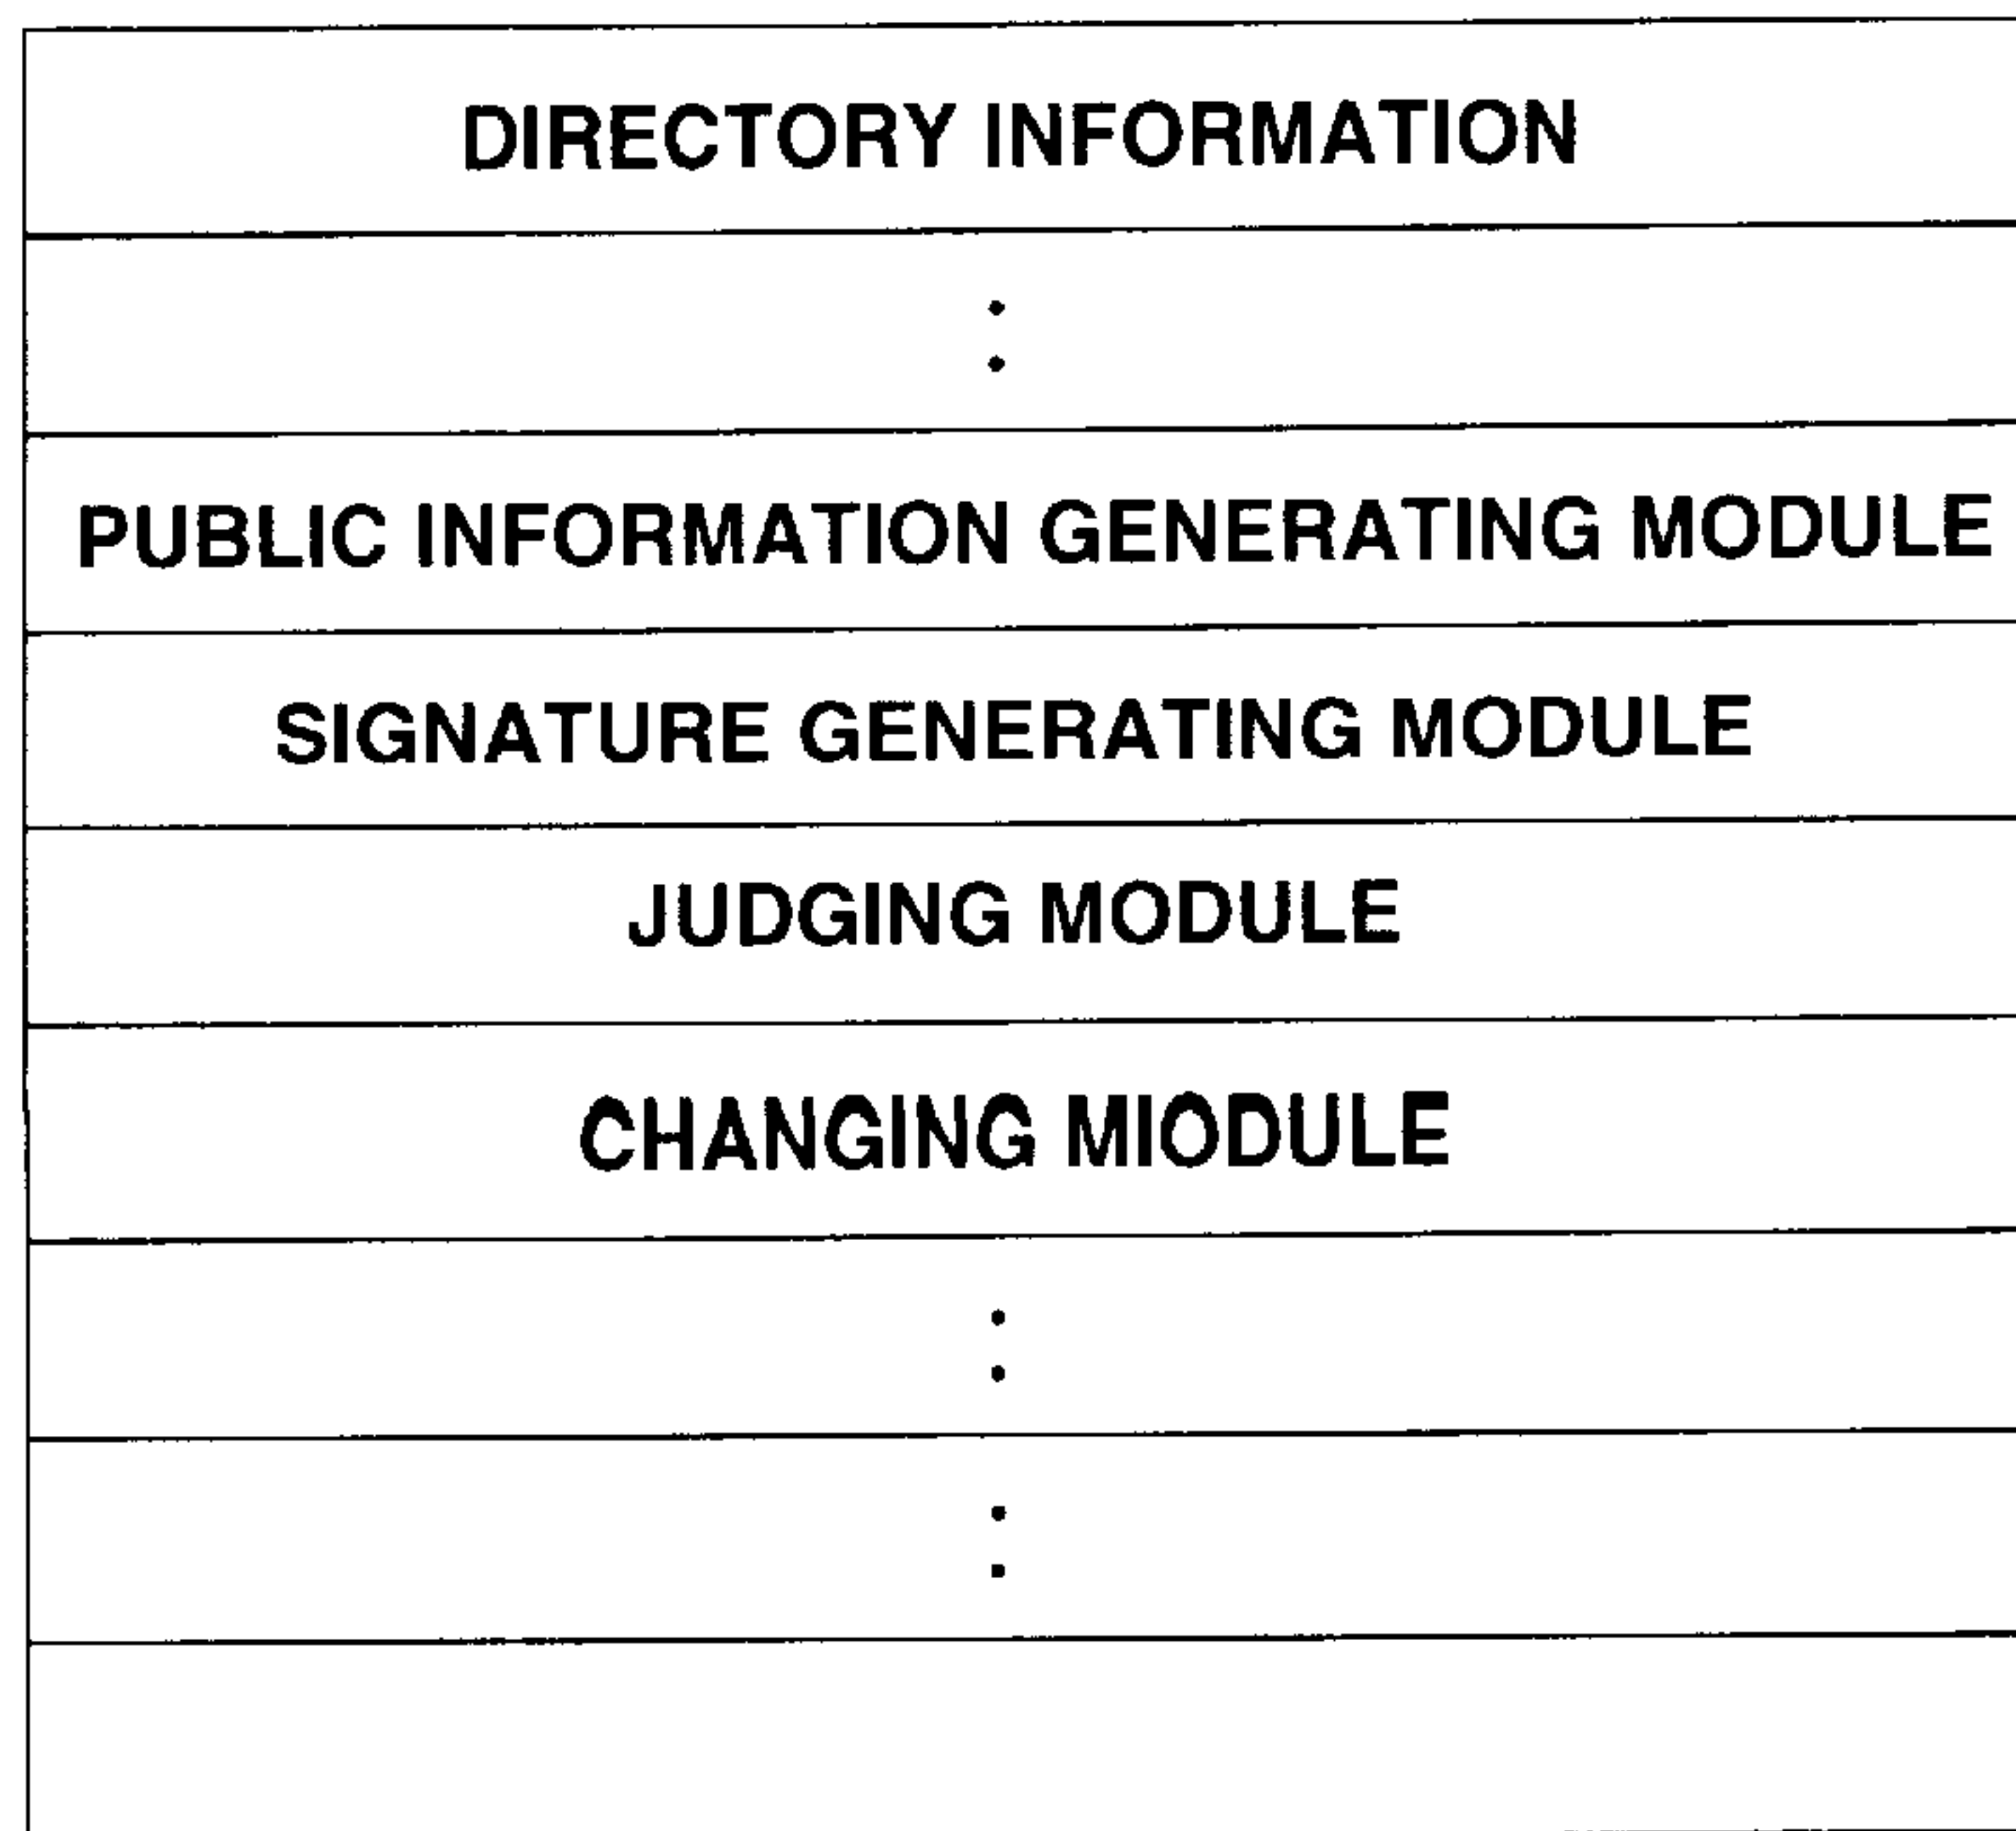 DIRECTORY INFORMATION
PUBLIC INFORMATION GENERATING MODULE
SIGNATURE GENERATING MODULE
JUDGING MODULE
CHANGING MIODULE